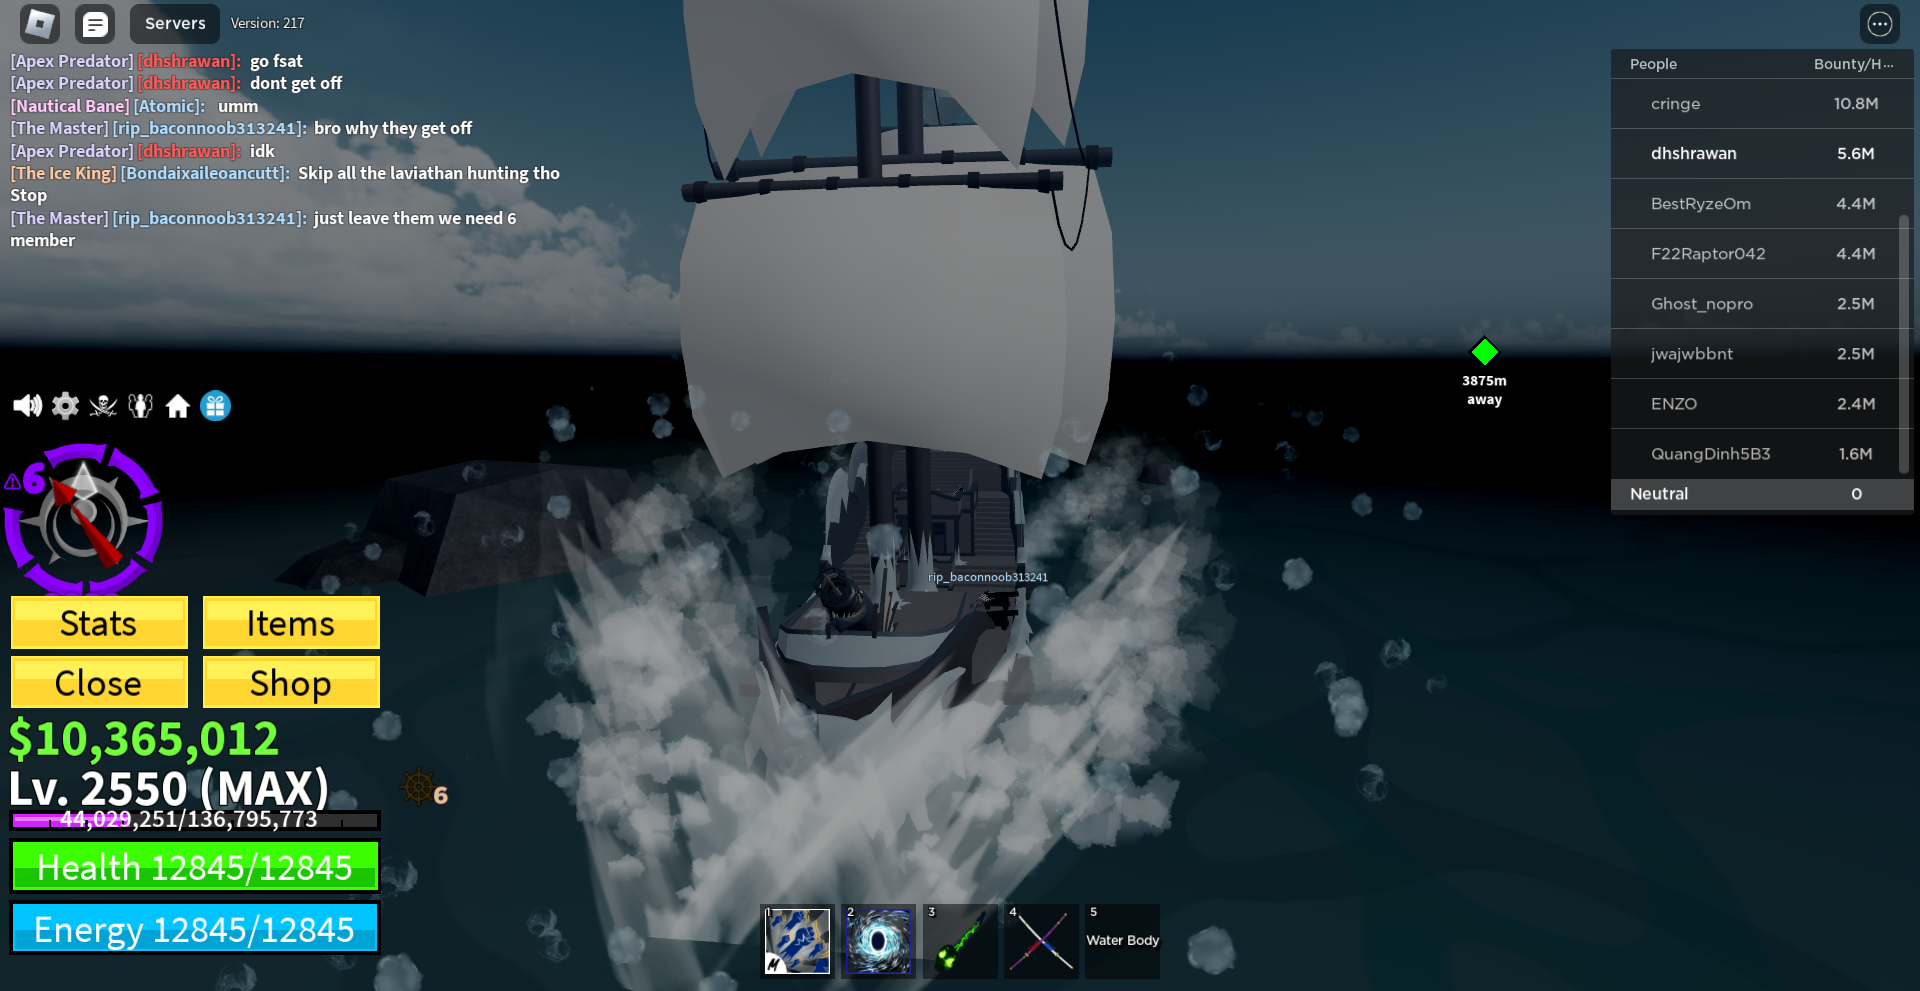 Servers
Version: 217
[Apex Predator] [dhshrawan]: go fsat
[Apex Predator] [dhshrawan]: dont get off
[Nautical Bane] [Atomic]: umm
[The Master] [rip_baconnoob313241]: bro why they get off
[Apex Predator] [dhshrawan]: idk
[The Ice King] [Bondaixaileoancutt]: Skip all the laviathan hunting tho
Stop
[The Master] [rip_baconnoob313241]: just leave them we need 6
member
People Bounty/H...
cringe 10.8M
dhshrawan 5.6M
BestRyzeOm 4.4M
F22Raptor042 4.4M
Ghost_nopro 2.5M
jwajwbbnt 2.5M
ENZO 2.4M
QuangDinh5B3 1.6M
Neutral 0
3875m
away
6
rip_baconnoob313241
Stats Items
Close Shop
$10,365,012
Lv. 2550 (MAX)
6
44,029,251/136,795,773
Health 12845/12845
Energy 12845/12845
1 2 3 4 5
M
Water Body